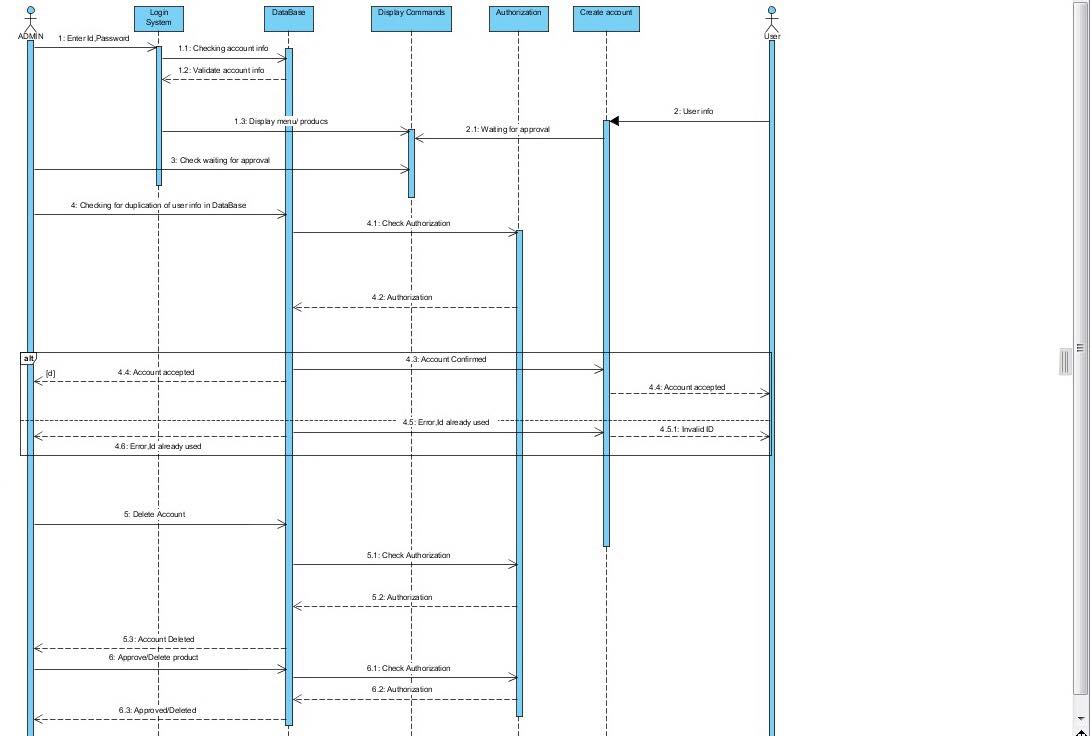 Login
System
DataBase
Display Commands
Authorization
Create account
ADMIN
User
1: Enter Id,Password
1.1: Checking account info
1.2: Validate account info
2: User info
1.3: Display menu/ producs
2.1: Waiting for approval
3: Check waiting for approval
4: Checking for duplication of user info in DataBase
4.1: Check Authorization
4.2: Authorization
alt
4.3: Account Confirmed
[d]
4.4: Account accepted
4.4: Account accepted
4.5: Error,Id already used
4.5.1: Invalid ID
4.6: Error,Id already used
5: Delete Account
5.1: Check Authorization
5.2: Authorization
5.3: Account Deleted
6: Approve/Delete product
6.1: Check Authorization
6.2: Authorization
6.3: Approved/Deleted